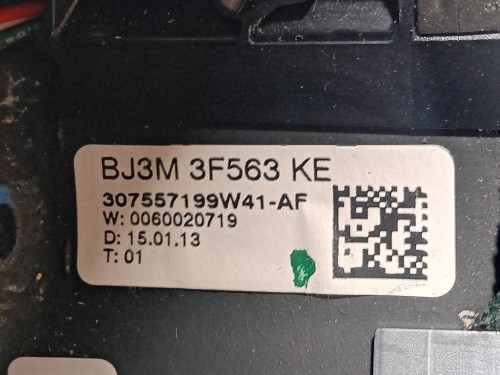 BJ3M 3F563 KE
307557199W41-AF
W: 0060020719
D: 15.01.13
T: 01